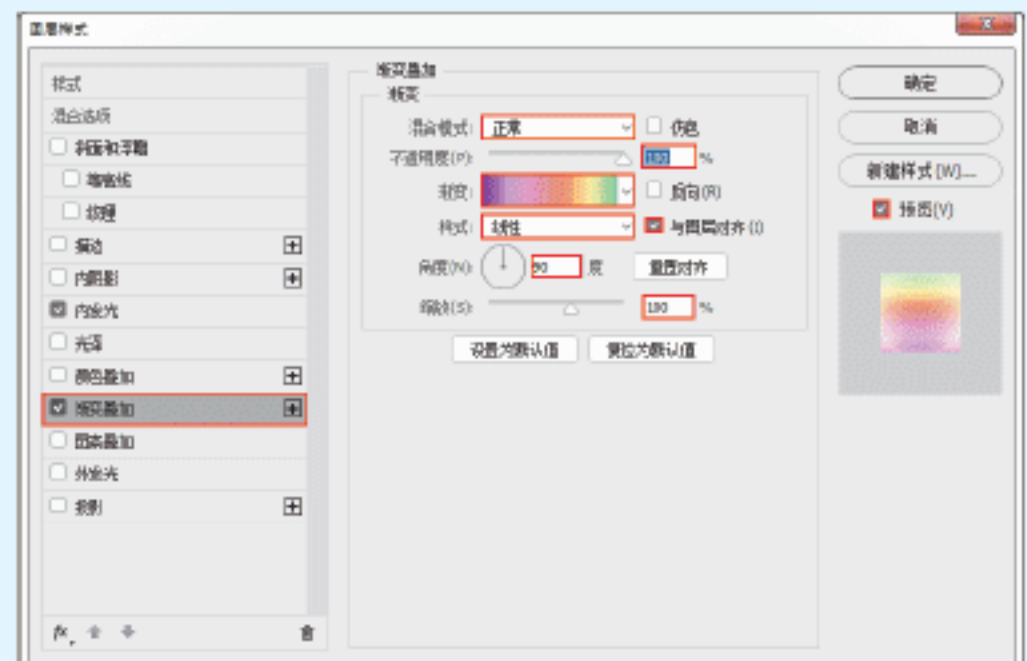 图层样式
样式
混合选项
斜面和浮雕
等高线
纹理
描边
内阴影
内发光
光泽
颜色叠加
渐变叠加
图案叠加
外发光
投影
fx
渐变叠加
渐变
混合模式: 正常 仿色
不透明度(P): 100 %
渐变: 反向(R)
样式: 线性 与图层对齐(I)
角度(N): 90 度 重置对齐
缩放(S): 100 %
设置为默认值 复位为默认值
确定
取消
新建样式(W)...
预览(V)